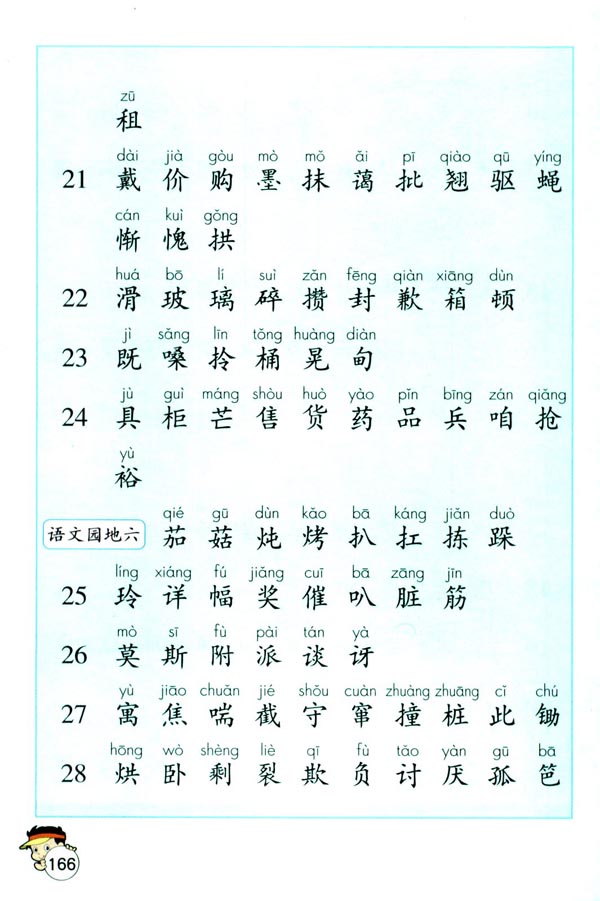 zū
租
dài jià gòu mò mǒ ǎi pī qiào qū yíng
21 戴 价 购 墨 抹 蔼 批 翘 驱 蝇
cán kuì gǒng
惭 愧 拱
huá bō lí suì zǎn fēng qiàn xiāng dùn
22 滑 玻 璃 碎 攒 封 歉 箱 顿
jì sǎng līn tǒng huàng diàn
23 既 嗓 拎 桶 晃 甸
jù guì máng shòu huò yào pǐn bīng zán qiǎng
24 具 柜 芒 售 货 药 品 兵 咱 抢
yù
裕
qié gū dùn kǎo bā káng jiǎn duò
语文园地六 茄 菇 炖 烤 扒 扛 拣 跺
líng xiáng fú jiǎng cuī bā zāng jīn
25 玲 详 幅 奖 催 叭 脏 筋
mò sī fù pài tán yà
26 莫 斯 附 派 谈 讶
yù jiāo chuǎn jié shǒu cuàn zhuàng zhuāng cǐ chú
27 寓 焦 喘 截 守 窜 撞 桩 此 锄
hōng wò shèng liè qī fù tǎo yàn gū bā
28 烘 卧 剩 裂 欺 负 讨 厌 孤 笆
166